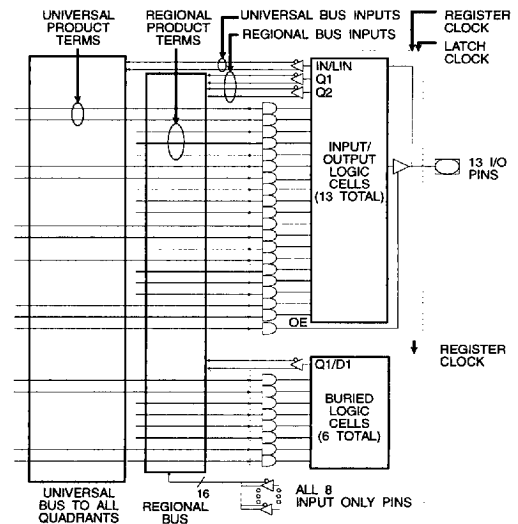 UNIVERSAL
PRODUCT
TERMS
REGIONAL
PRODUCT
TERMS
UNIVERSAL BUS INPUTS
REGIONAL BUS INPUTS
REGISTER
CLOCK
LATCH
CLOCK
IN/LIN
Q1
Q2
INPUT/
OUTPUT
LOGIC
CELLS
(13 TOTAL)
13 I/O
PINS
OE
REGISTER
CLOCK
Q1/D1
BURIED
LOGIC
CELLS
(6 TOTAL)
16
ALL 8
INPUT ONLY PINS
UNIVERSAL
BUS TO ALL
QUADRANTS
REGIONAL
BUS